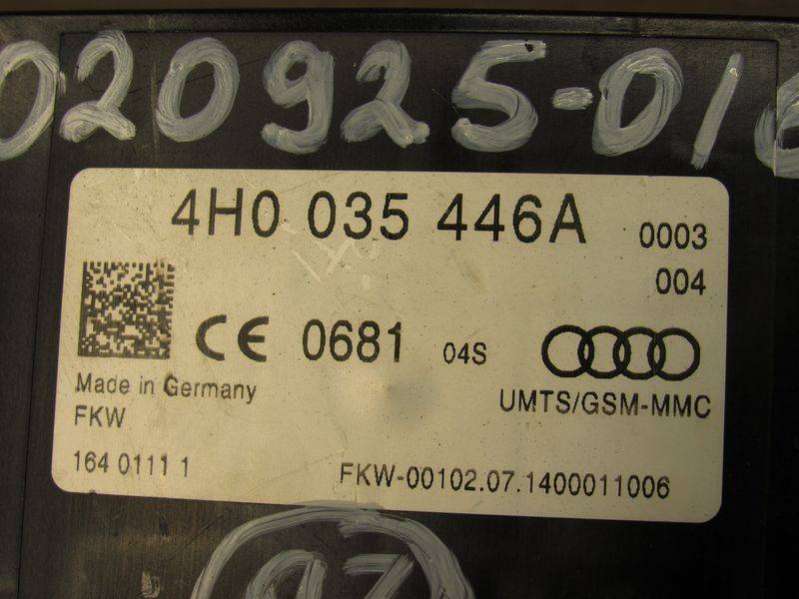 020925-01
4H0 035 446A 0003
004
CE 0681 04S
UMTS/GSM-MMC
Made in Germany
FKW
164 0111 1
FKW-00102.07.1400011006